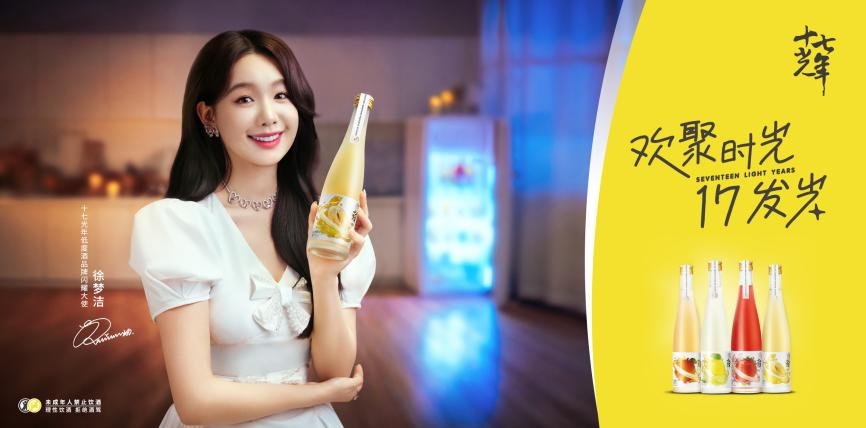 十七光年低度酒品牌闪耀大使
徐梦洁
未成年人禁止饮酒
理性饮酒 拒绝酒驾
十七光年
欢聚时光
SEVENTEEN LIGHT YEARS
17发光